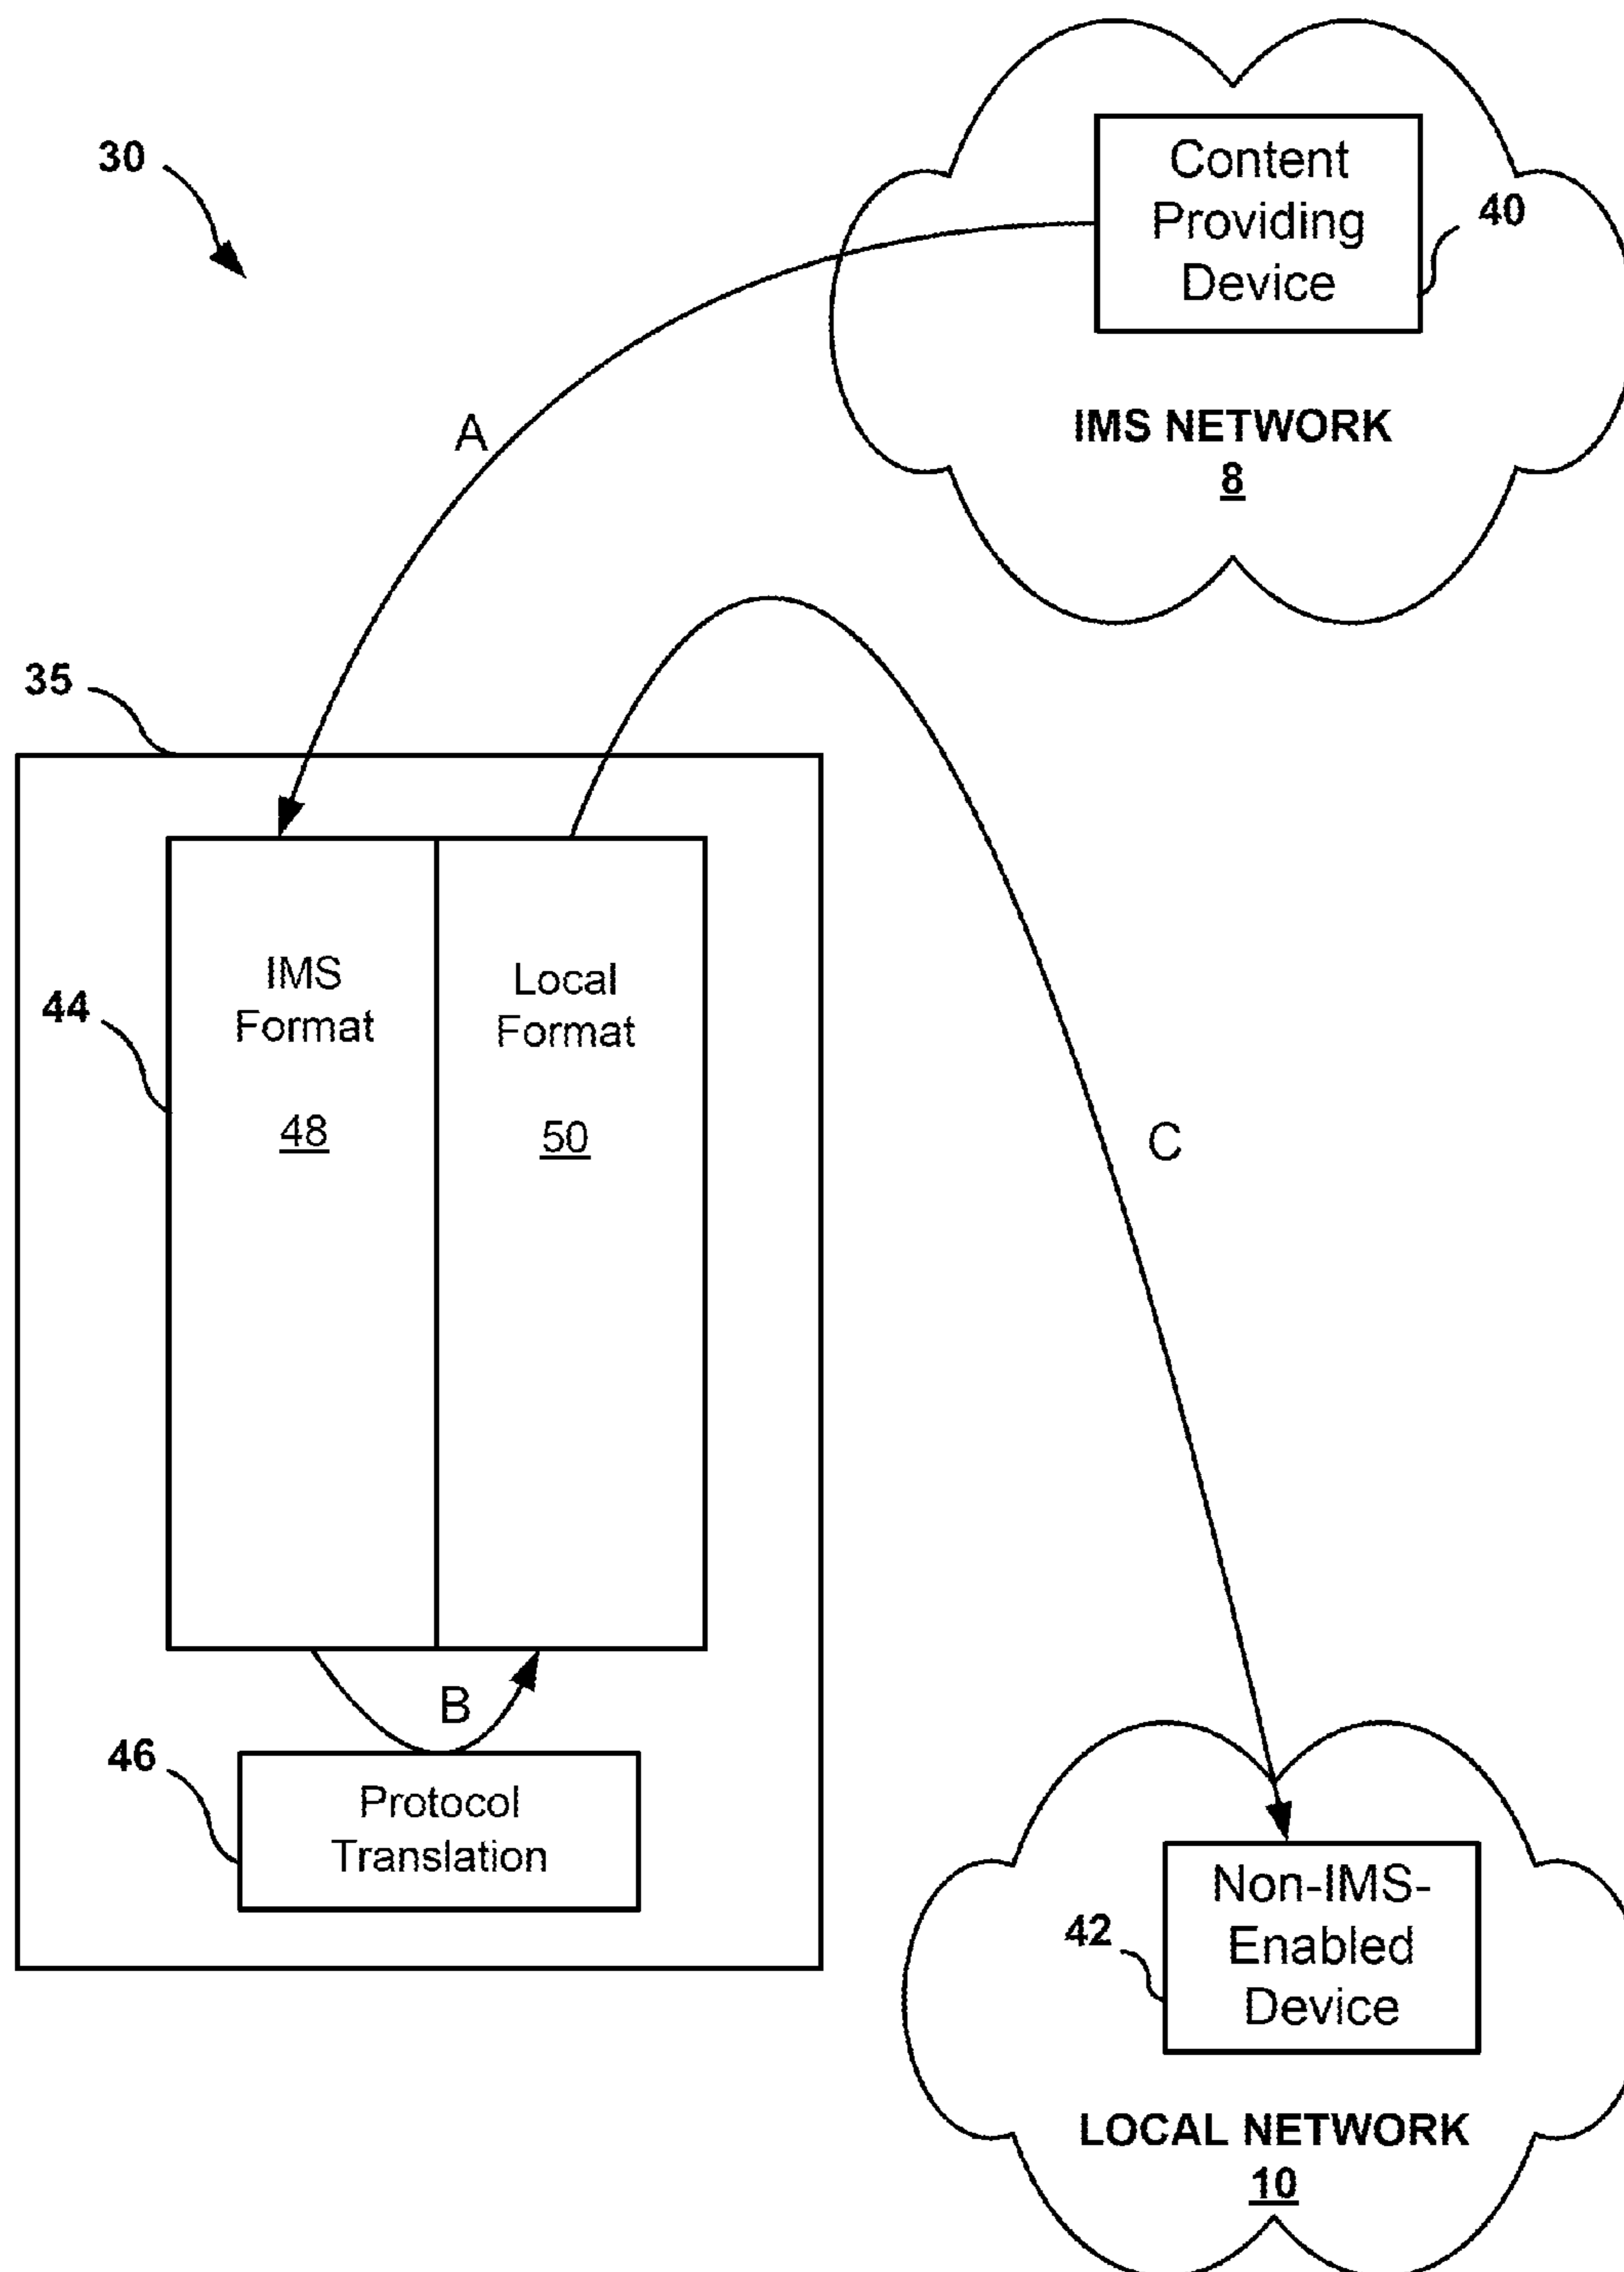 30
Content
Providing
Device
40
IMS NETWORK
8
A
35
IMS
Format
48
Local
Format
50
44
C
B
46
Protocol
Translation
Non-IMS-
Enabled
Device
42
LOCAL NETWORK
10